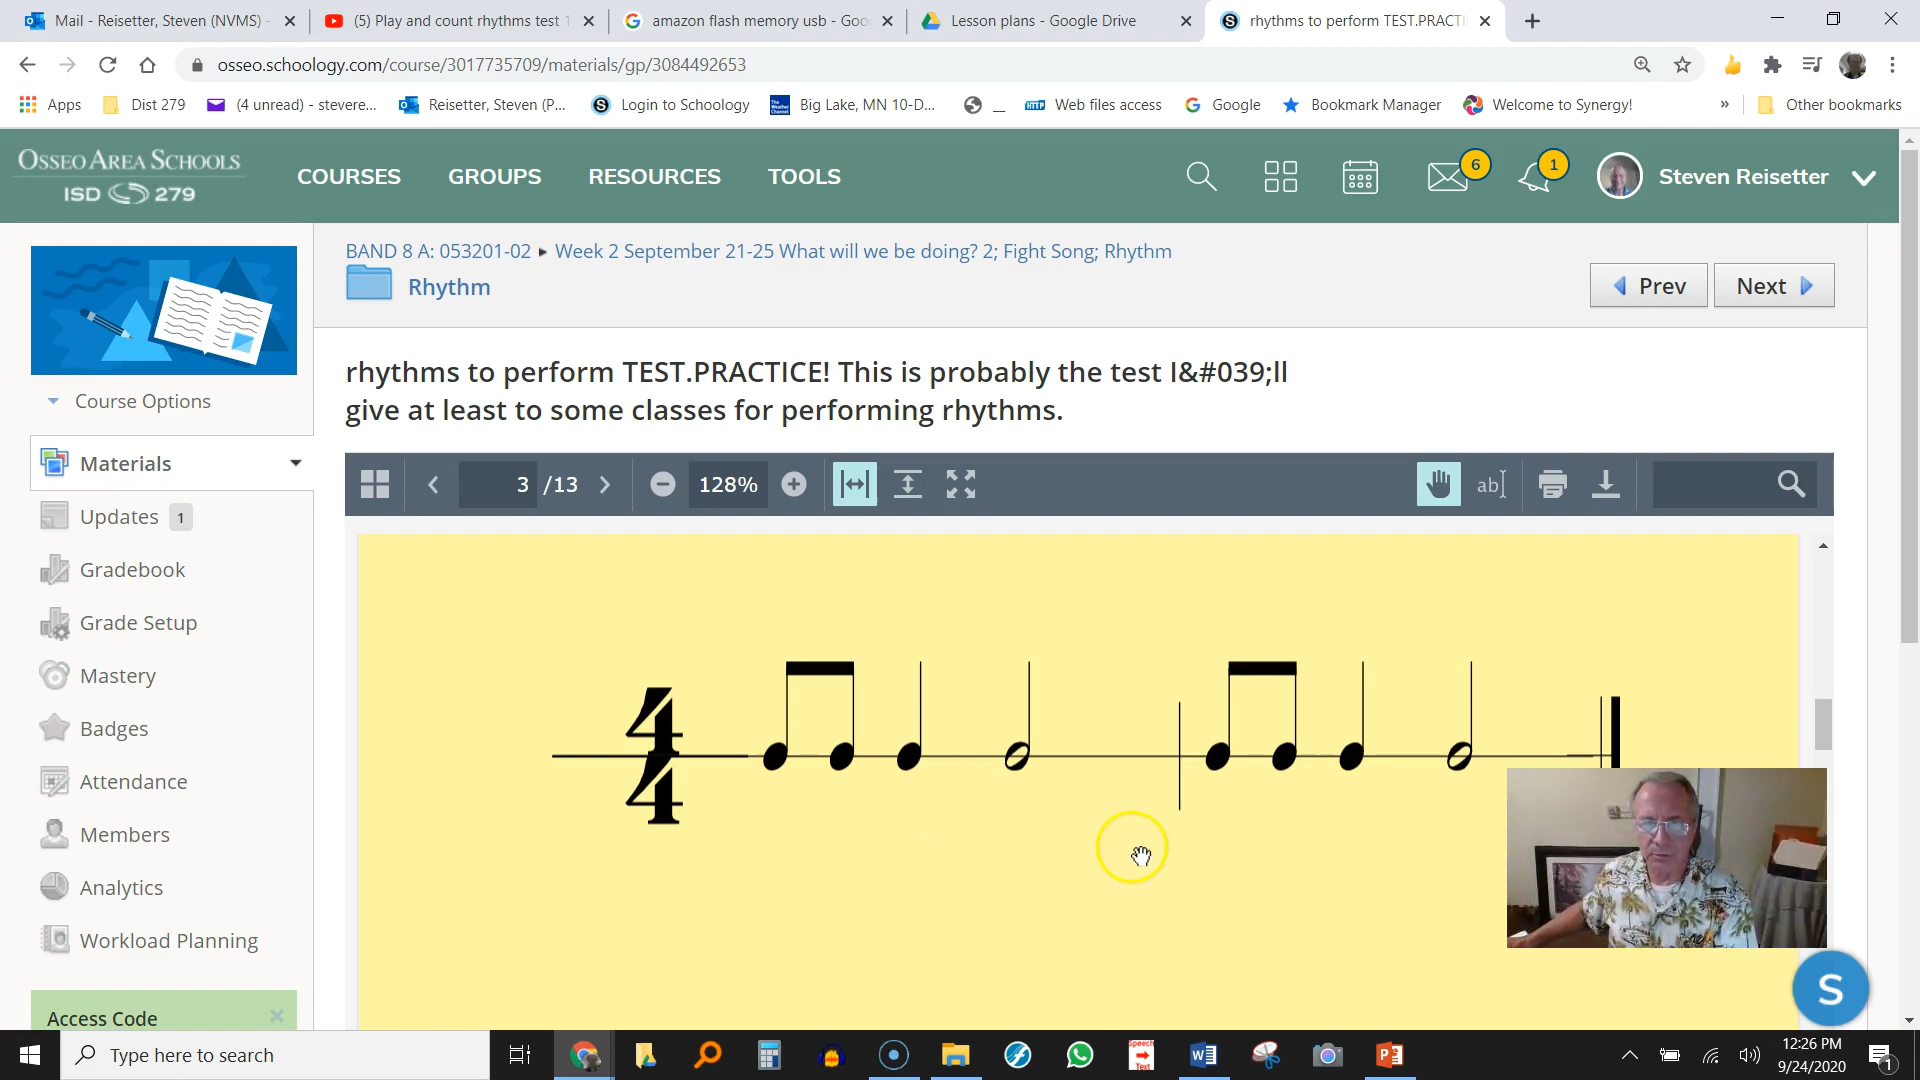 Mail - Reisetter, Steven (NVMS) -
(5) Play and count rhythms test 1
amazon flash memory usb - Goo
Lesson plans - Google Drive
rhythms to perform TEST.PRACTI
osseo.schoology.com/course/3017735709/materials/gp/3084492653
Apps
Dist 279
(4 unread) - stevere...
Reisetter, Steven (P...
Login to Schoology
Big Lake, MN 10-D...
Web files access
Google
Bookmark Manager
Welcome to Synergy!
»
Other bookmarks
OSSEO AREA SCHOOLS
ISD 279
COURSES
GROUPS
RESOURCES
TOOLS
6
1
Steven Reisetter
BAND 8 A: 053201-02 ▸ Week 2 September 21-25 What will we be doing? 2; Fight Song; Rhythm
Rhythm
Prev
Next
Course Options
rhythms to perform TEST.PRACTICE! This is probably the test I&#039;ll
give at least to some classes for performing rhythms.
Materials
Updates 1
Gradebook
Grade Setup
Mastery
Badges
Attendance
Members
Analytics
Workload Planning
Access Code
3 /13
128%
ab
4
4
S
Type here to search
Speech
Text
12:26 PM
9/24/2020
1